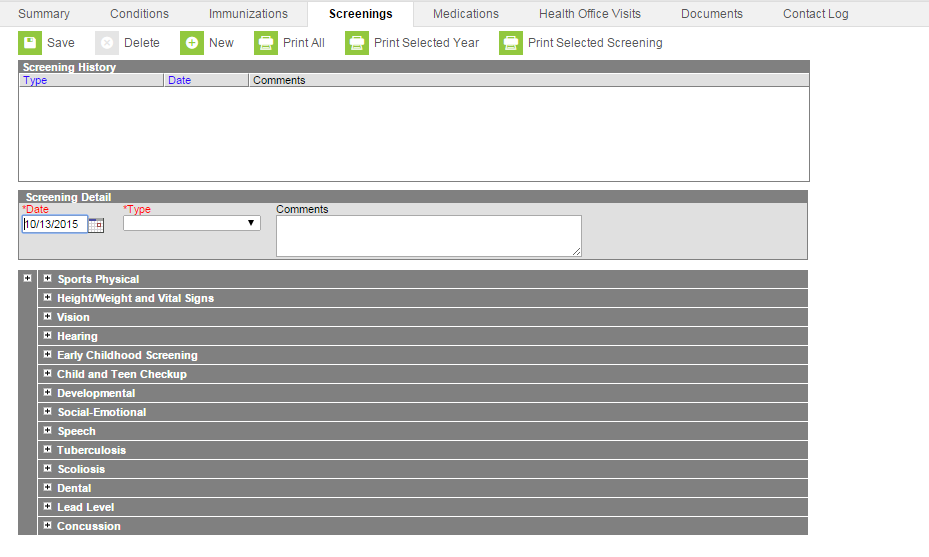 Summary Conditions Immunizations Screenings Medications Health Office Visits Documents Contact Log
Save Delete New Print All Print Selected Year Print Selected Screening
Screening History
Type Date Comments
Screening Detail
*Date *Type Comments
10/13/2015
Sports Physical
Height/Weight and Vital Signs
Vision
Hearing
Early Childhood Screening
Child and Teen Checkup
Developmental
Social-Emotional
Speech
Tuberculosis
Scoliosis
Dental
Lead Level
Concussion